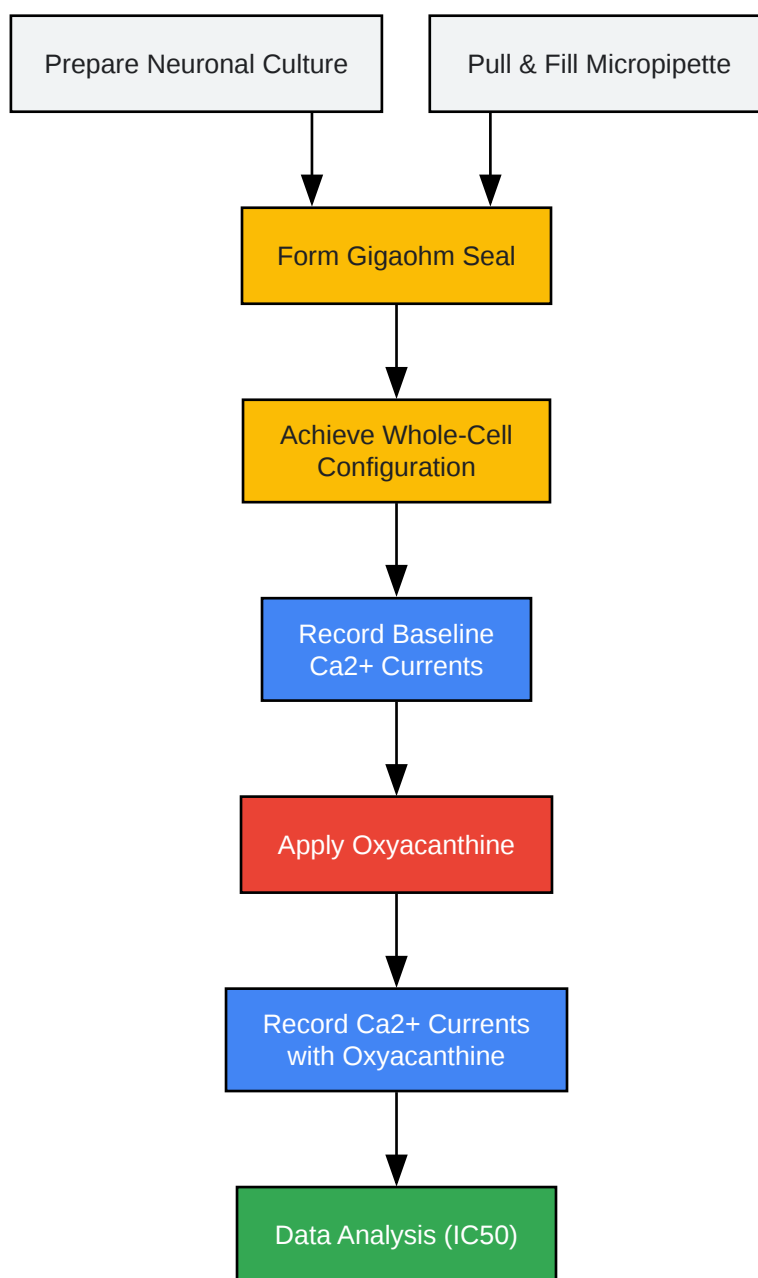 Prepare Neuronal Culture
Pull & Fill Micropipette
Form Gigaohm Seal
Achieve Whole-Cell
Configuration
Record Baseline
Ca2+ Currents
Apply Oxyacanthine
Record Ca2+ Currents
with Oxyacanthine
Data Analysis (IC50)